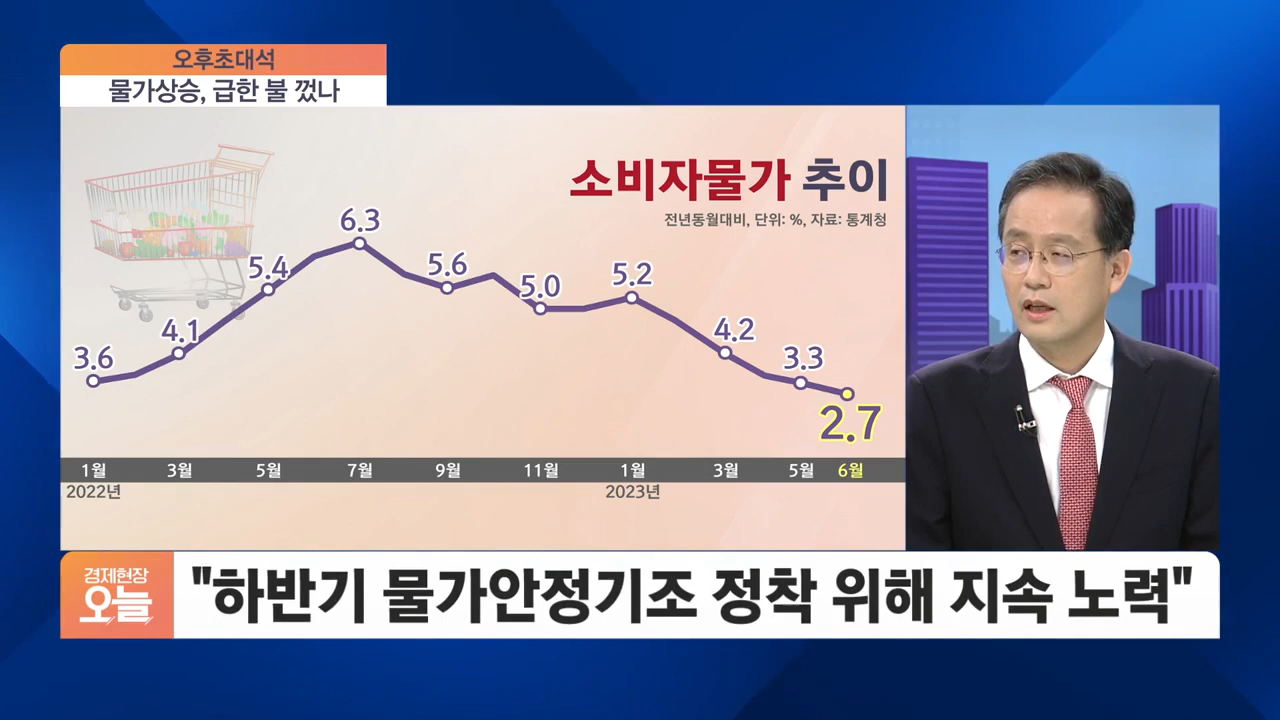 오후초대석
물가상승, 급한 불 껐나
소비자물가 추이
전년동월대비, 단위: %, 자료: 통계청
3.6
4.1
5.4
6.3
5.6
5.0
5.2
4.2
3.3
2.7
1월 3월 5월 7월 9월 11월 1월 3월 5월 6월
2022년 2023년
경제현장
오늘
"하반기 물가안정기조 정착 위해 지속 노력"